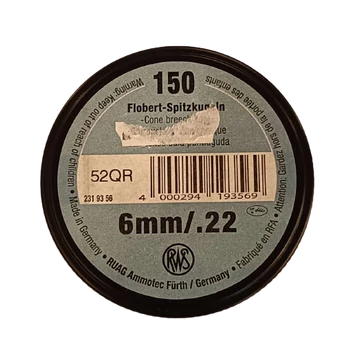 150
Flobert-Spitzkugeln
-Cone breech
52QR
4 000294 193569
231 93 56
6mm/.22
RWS
Warning: Keep out of reach of children • Made in Germany • RUAG Ammotec Fürth / Germany • Fabriqué en RFA • Attention: Gardez hors de la portée des enfants